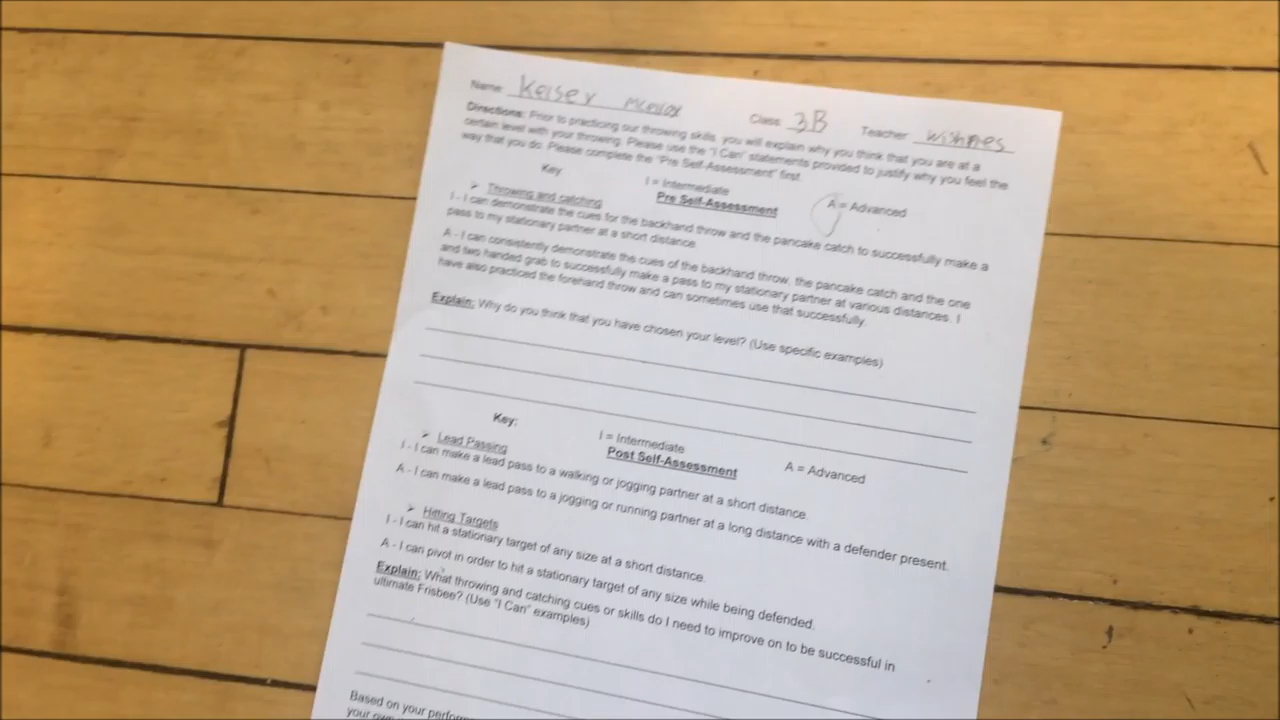 Name: Kelsey
Class: 3B Teacher:
Directions: Prior to practicing our throwing skills, you will explain why you think that you are at a
certain level with your throwing. Please use the "I Can" statements provided to justify why you feel the
way that you do. Please complete the "Pre Self-Assessment" first.
Key: I = Intermediate A = Advanced
Pre Self-Assessment
➢ Throwing and catching
I - I can demonstrate the cues for the backhand throw and the pancake catch to successfully make a
pass to my stationary partner at a short distance.
A - I can consistently demonstrate the cues of the backhand throw, the pancake catch and the one
and two handed grab to successfully make a pass to my stationary partner at various distances. I
have also practiced the forehand throw and can sometimes use that successfully.
Explain: Why do you think that you have chosen your level? (Use specific examples)
Key: I = Intermediate A = Advanced
Post Self-Assessment
➢ Lead Passing
I - I can make a lead pass to a walking or jogging partner at a short distance.
A - I can make a lead pass to a jogging or running partner at a long distance with a defender present.
➢ Hitting Targets
I - I can hit a stationary target of any size at a short distance.
A - I can pivot in order to hit a stationary target of any size while being defended.
Explain: What throwing and catching cues or skills do I need to improve on to be successful in
ultimate Frisbee? (Use "I Can" examples)
Based on your
your own